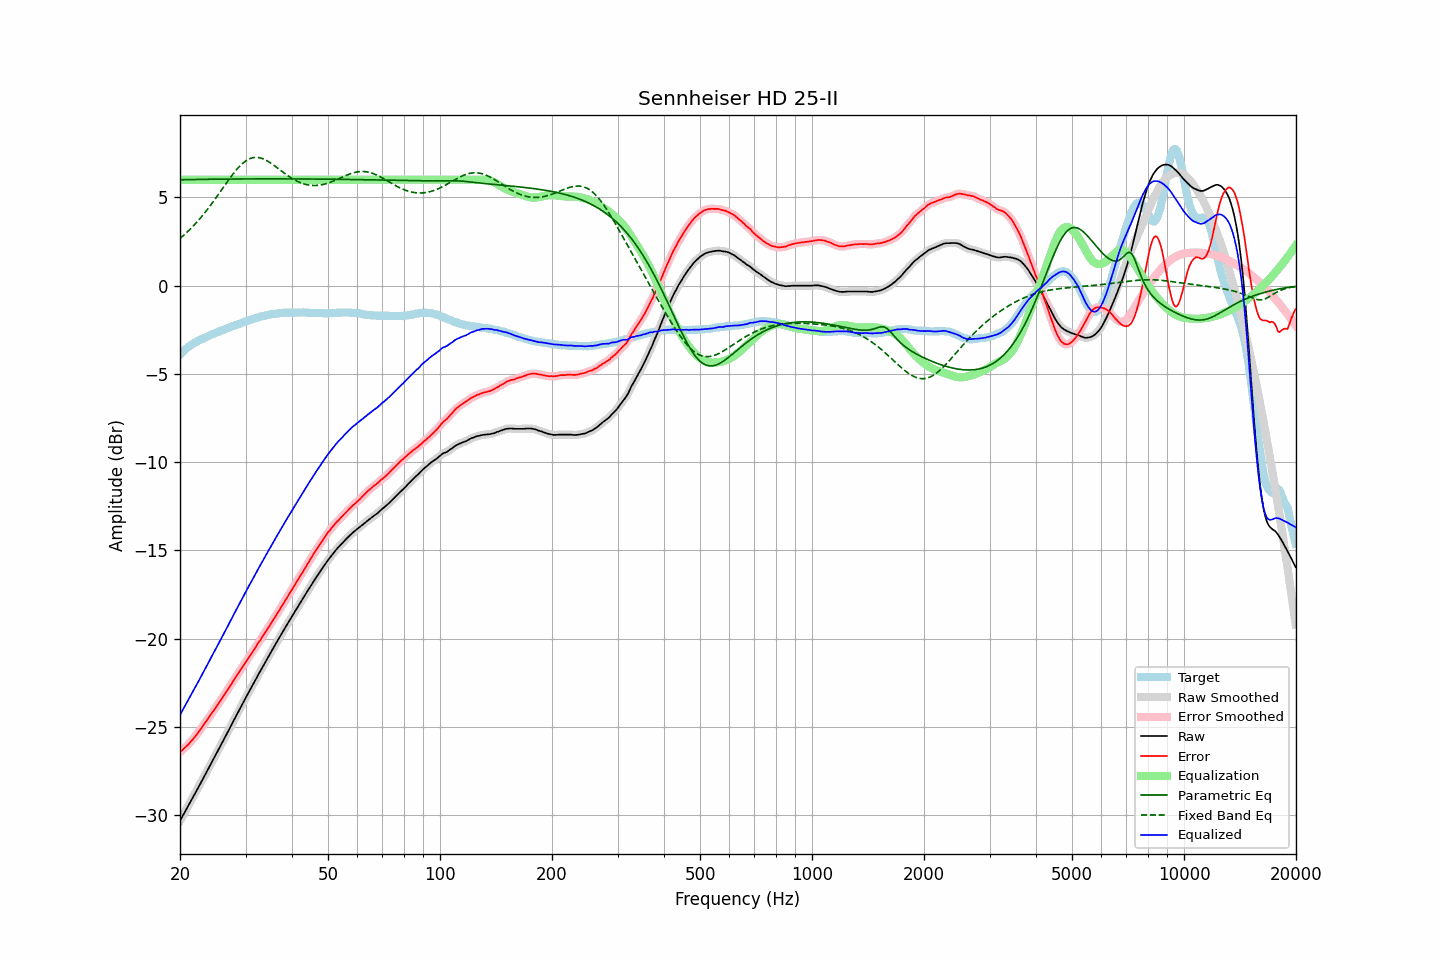 Sennheiser HD 25-II
Amplitude (dBr)
5
0
−5
−10
−15
−20
−25
−30
20 50 100 200 500 1000 2000 5000 10000 20000
Frequency (Hz)
Target
Raw Smoothed
Error Smoothed
Raw
Error
Equalization
Parametric Eq
Fixed Band Eq
Equalized